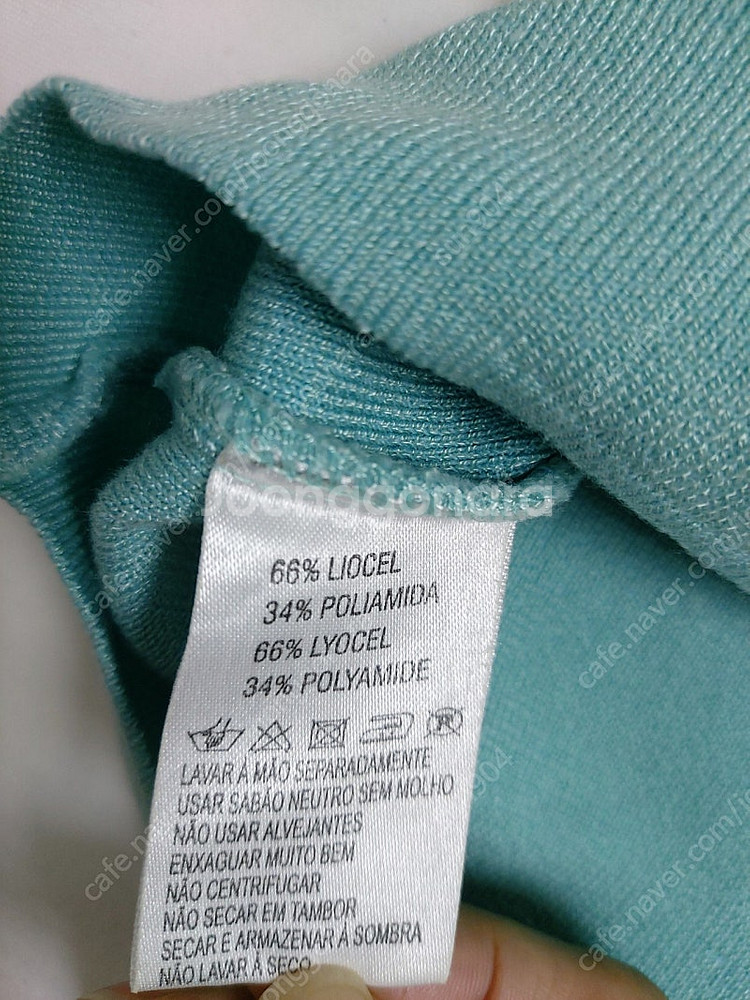 joonggonara
66% LIOCEL
34% POLIAMIDA
66% LYOCEL
34% POLYAMIDE
LAVAR À MÃO SEPARADAMENTE
USAR SABÃO NEUTRO SEM MOLHO
NÃO USAR ALVEJANTES
ENXAGUAR MUITO BEM
NÃO CENTRIFUGAR
NÃO SECAR EM TAMBOR
SECAR E ARMAZENAR À SOMBRA
NÃO LAVAR À SECO